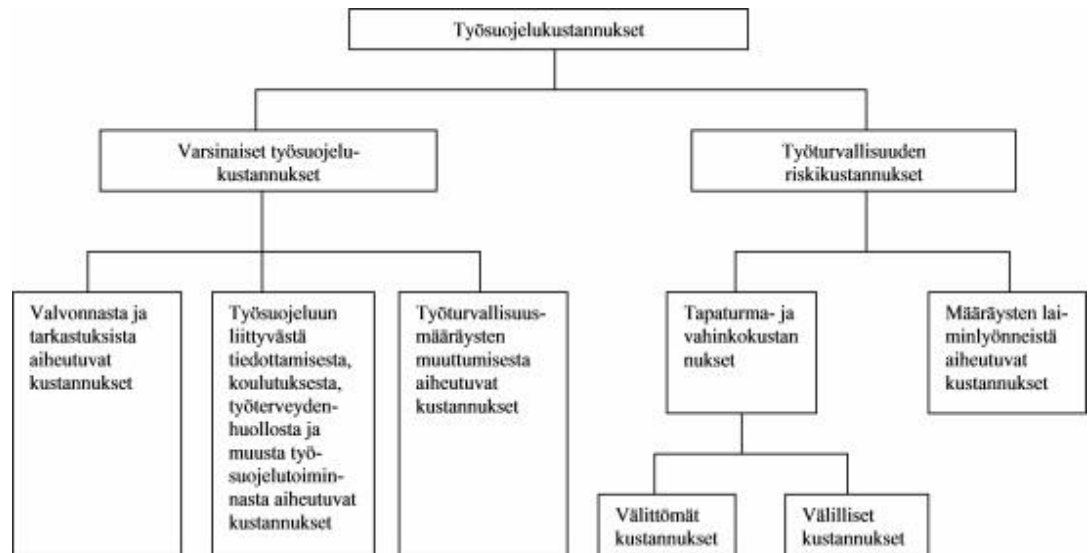 Työsuojelukustannukset
Varsinaiset työsuojelu-
kustannukset
Työturvallisuuden
riskikustannukset
Valvonnasta ja
tarkastuksista
aiheutuvat
kustannukset
Työsuojeluun
liittyvästä
tiedottamisesta,
koulutuksesta,
työterveyden-
huollosta ja
muusta työ-
suojelutoimin-
nasta aiheutuvat
kustannukset
Työturvallisuus-
määräysten
muuttumisesta
aiheutuvat
kustannukset
Tapaturma- ja
vahinkokustan
nukset
Määräysten lai-
minlyönneistä
aiheutuvat
kustannukset
Välittömät
kustannukset
Välilliset
kustannukset